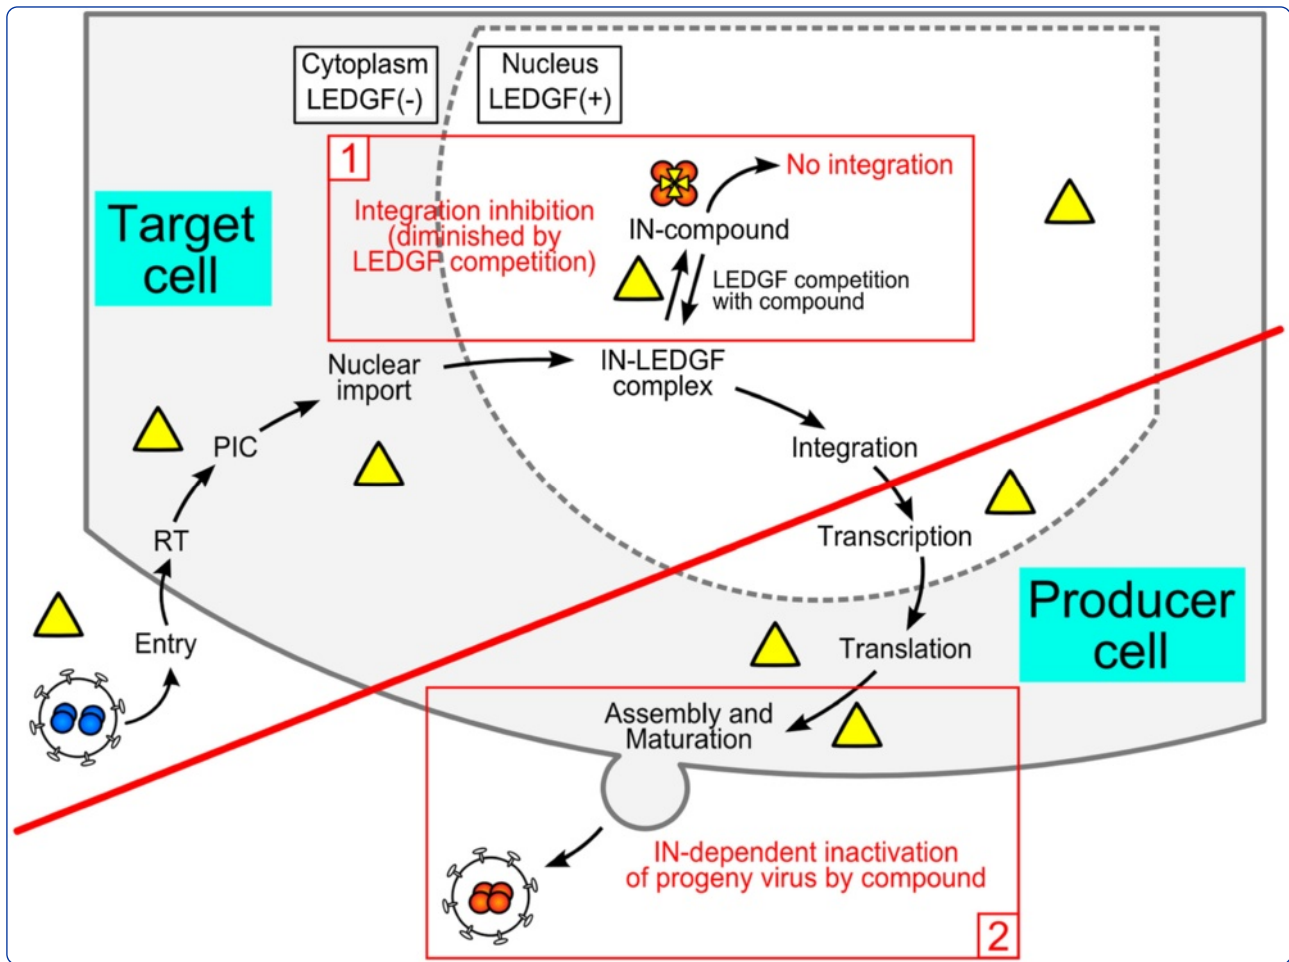 Cytoplasm
LEDGF(-)
Nucleus
LEDGF(+)
1
No integration
Target
cell
Integration inhibition
(diminished by
LEDGF competition)
IN-compound
LEDGF competition
with compound
Nuclear
import
IN-LEDGF
complex
PIC
Integration
RT
Transcription
Entry
Translation
Producer
cell
Assembly and
Maturation
IN-dependent inactivation
of progeny virus by compound
2